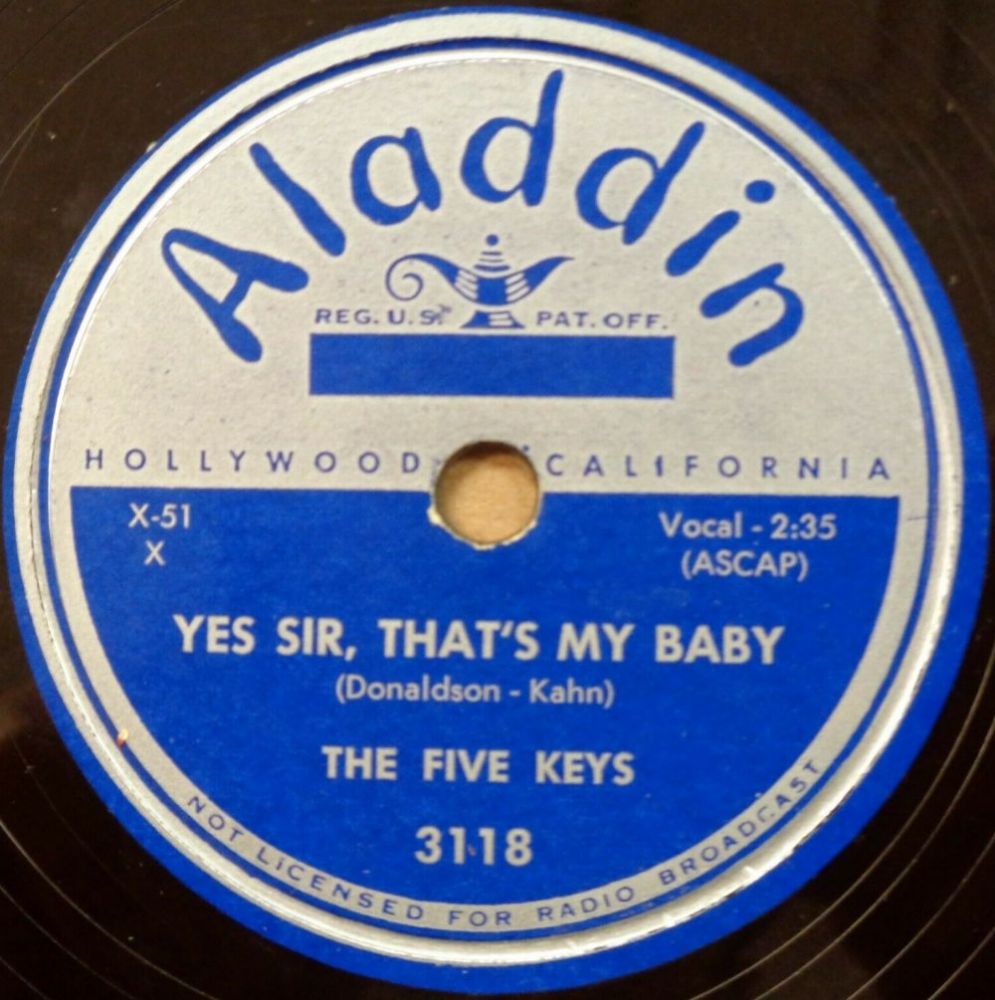 Aladdin
REG. U.S. PAT. OFF.
HOLLYWOOD CALIFORNIA
X-51
X
Vocal - 2:35
(ASCAP)
YES SIR, THAT'S MY BABY
(Donaldson - Kahn)
THE FIVE KEYS
3118
NOT LICENSED FOR RADIO BROADCAST